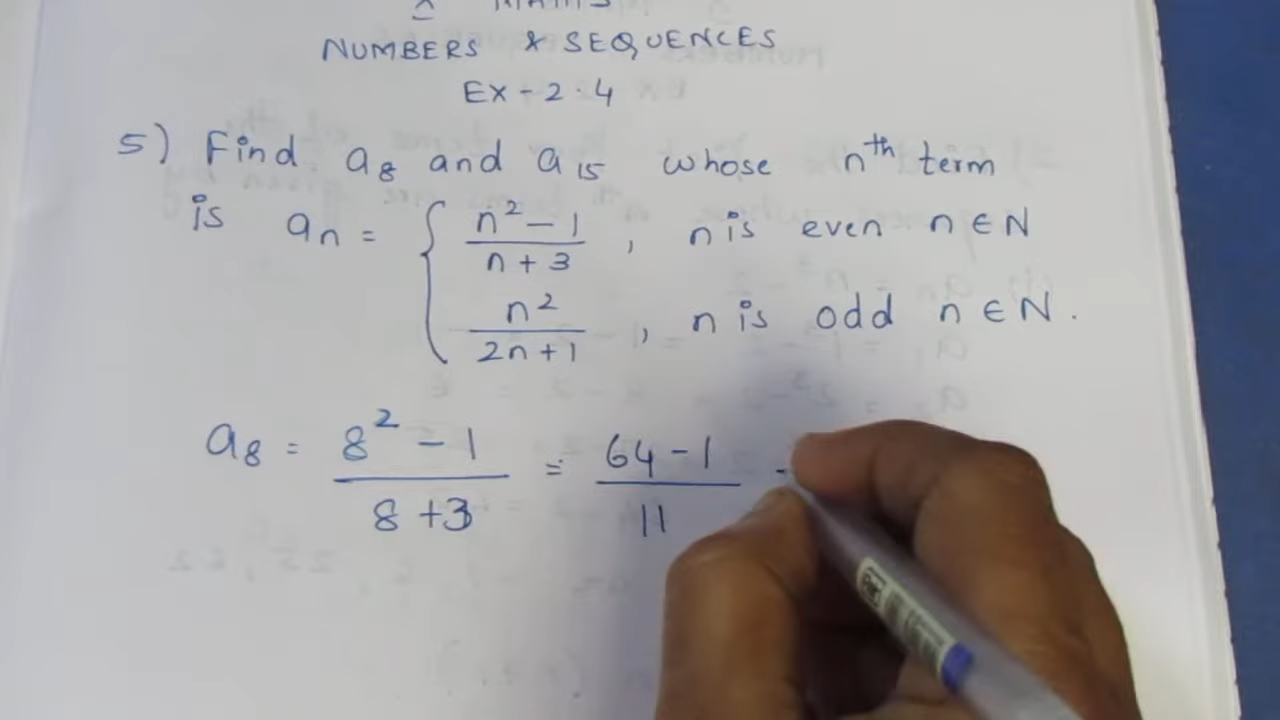 X MATHS
NUMBERS & SEQUENCES
EX - 2.4
5) Find a₈ and a₁₅ whose nᵗʰ term
is aₙ = { (n² - 1)/(n + 3) , n is even n ∈ N
n²/(2n + 1) , n is odd n ∈ N.
a₈ = (8² - 1)/(8 + 3) = (64 - 1)/11